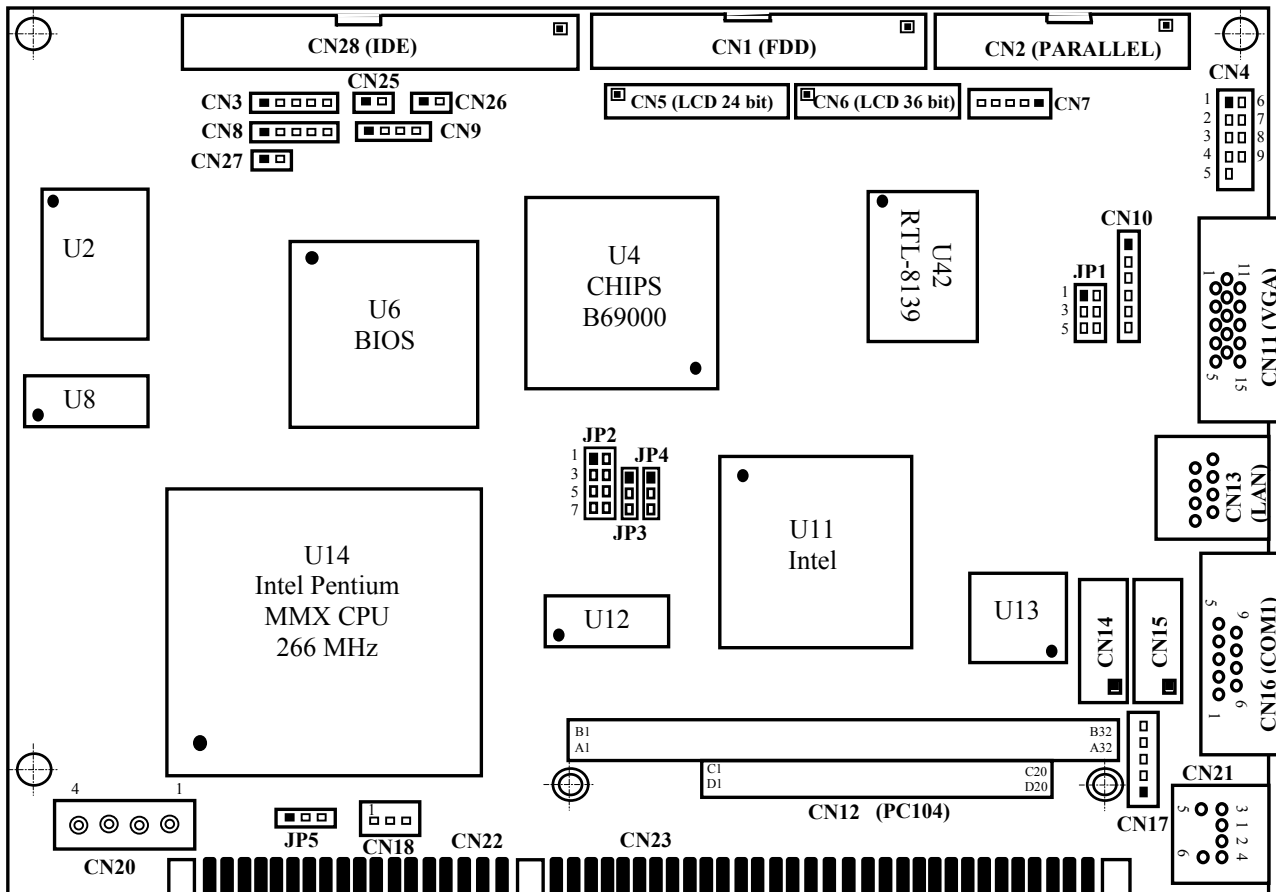 CN28 (IDE)
CN1 (FDD)
CN2 (PARALLEL)
CN4
CN25
CN3
CN26
CN5 (LCD 24 bit)
CN6 (LCD 36 bit)
CN7
1 6
2 7
3 8
4 9
5
CN8
CN9
CN27
U2
U6
BIOS
U4
CHIPS
B69000
U42
RTL-8139
CN10
JP1
1
3
5
1
11
5
15
CN11 (VGA)
U8
JP2
JP4
1
3
5
7
JP3
U11
Intel
CN13
(LAN)
U14
Intel Pentium
MMX CPU
266 MHz
U12
U13
CN14
CN15
5
9
1
6
CN16 (COM1)
B1
A1
B32
A32
C1
D1
C20
D20
CN12 (PC104)
CN17
CN21
5
6
3
1
2
4
4
1
CN20
JP5
1
CN18
CN22
CN23